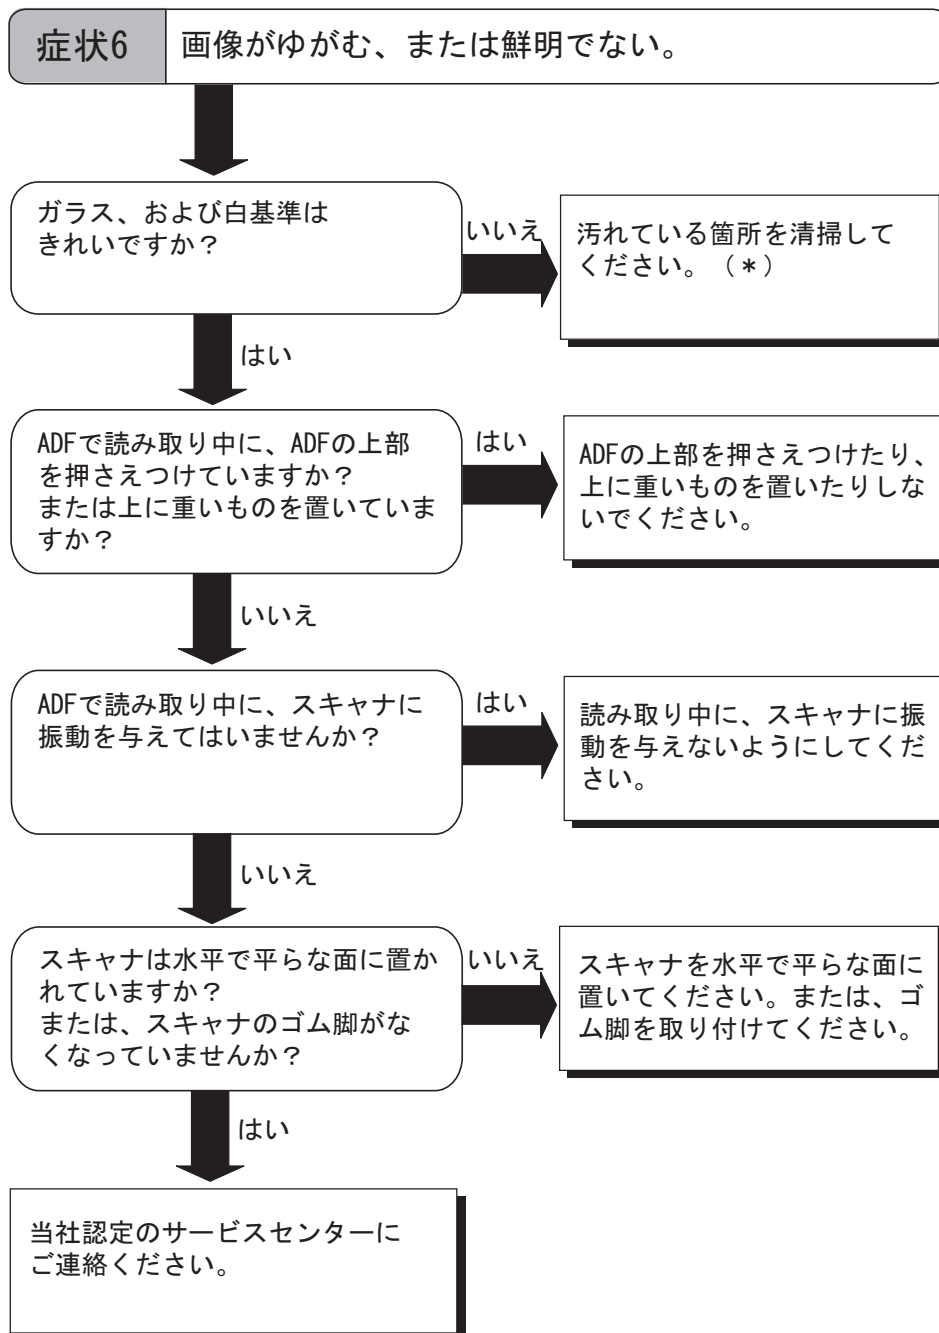 症状6
画像がゆがむ、または鮮明でない。
ガラス、および白基準は
きれいですか？
いいえ
汚れている箇所を清掃して
ください。（＊）
はい
ADFで読み取り中に、ADFの上部
を押さえつけていますか？
または上に重いものを置いていま
すか？
はい
ADFの上部を押さえつけたり、
上に重いものを置いたりしな
いでください。
いいえ
ADFで読み取り中に、スキャナに
振動を与えてはいませんか？
はい
読み取り中に、スキャナに振
動を与えないようにしてくだ
さい。
いいえ
スキャナは水平で平らな面に置か
れていますか？
または、スキャナのゴム脚がな
くなっていませんか？
いいえ
スキャナを水平で平らな面に
置いてください。または、ゴ
ム脚を取り付けてください。
はい
当社認定のサービスセンターに
ご連絡ください。